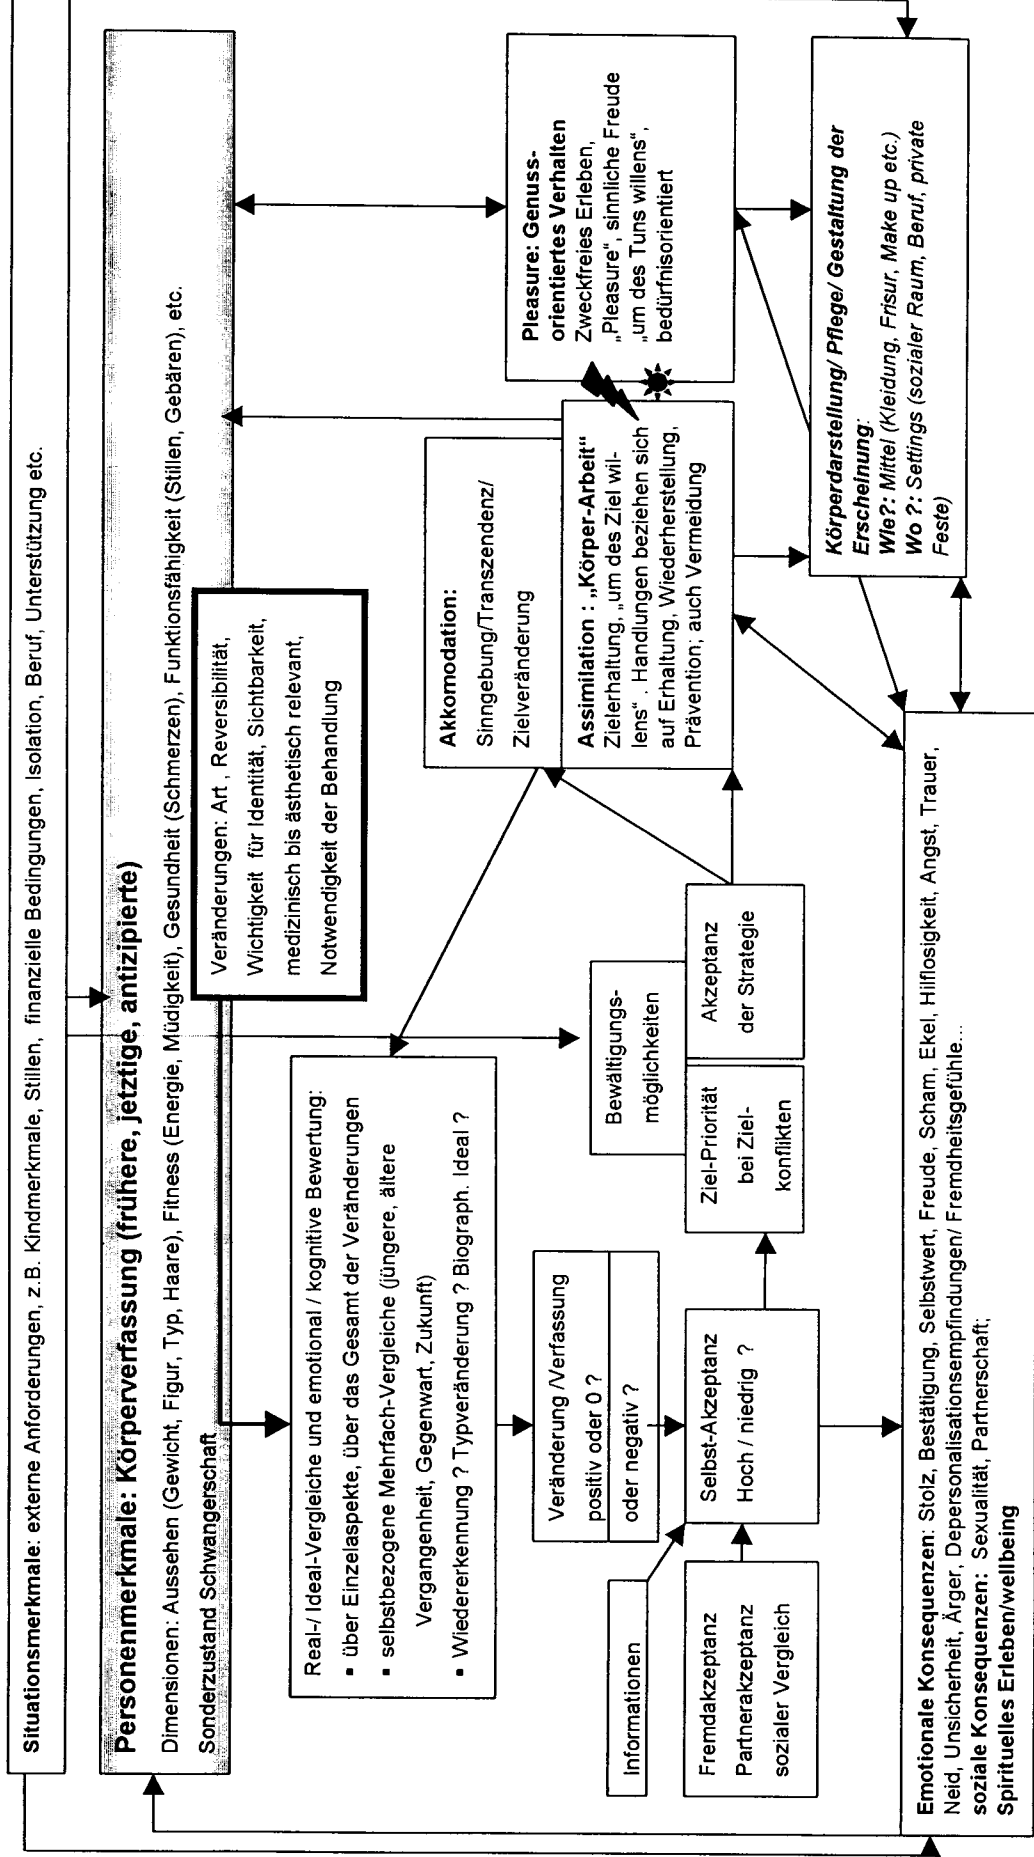 Situationsmerkmale: externe Anforderungen, z.B. Kindmerkmale, Stillen, finanzielle Bedingungen, Isolation, Beruf, Unterstützung etc.
Personenmerkmale: Körperverfassung (frühere, jetztige, antizipierte)
Dimensionen: Aussehen (Gewicht, Figur, Typ, Haare), Fitness (Energie, Müdigkeit), Gesundheit (Schmerzen), Funktionsfähigkeit (Stillen, Gebären), etc.
Sonderzustand Schwangerschaft
Veränderungen: Art , Reversibilität,
Wichtigkeit für Identität, Sichtbarkeit,
medizinisch bis ästhetisch relevant,
Notwendigkeit der Behandlung
Real-/ Ideal-Vergleiche und emotional / kognitive Bewertung:
▪ über Einzelaspekte, über das Gesamt der Veränderungen
▪ selbstbezogene Mehrfach-Vergleiche (jüngere, ältere
Vergangenheit, Gegenwart, Zukunft)
▪ Wiedererkennung ? Typveränderung ? Biograph. Ideal ?
Akkomodation:
Sinngebung/Transzendenz/
Zielveränderung
Assimilation : „Körper-Arbeit“
Zielerhaltung, „um des Ziel wil-
lens“ . Handlungen beziehen sich
auf Erhaltung, Wiederherstellung,
Prävention; auch Vermeidung
Pleasure: Genuss-
orientiertes Verhalten
Zweckfreies Erleben,
„Pleasure“, sinnliche Freude
„um des Tuns willens“,
bedürfnisorientiert
Veränderung /Verfassung
positiv oder 0 ?
oder negativ ?
Bewältigungs-
möglichkeiten
Ziel-Priorität
bei Ziel-
konflikten
Akzeptanz
der Strategie
Informationen
Fremdakzeptanz
Partnerakzeptanz
sozialer Vergleich
Selbst-Akzeptanz
Hoch / niedrig ?
Körperdarstellung/ Pflege/ Gestaltung der
Erscheinung:
Wie?: Mittel (Kleidung, Frisur, Make up etc.)
Wo ?: Settings (sozialer Raum, Beruf, private
Feste)
Emotionale Konsequenzen: Stolz, Bestätigung, Selbstwert, Freude, Scham, Ekel, Hilflosigkeit, Angst, Trauer,
Neid, Unsicherheit, Ärger, Depersonalisationsempfindungen/ Fremdheitsgefühle...
soziale Konsequenzen: Sexualität, Partnerschaft;
Spirituelles Erleben/wellbeing